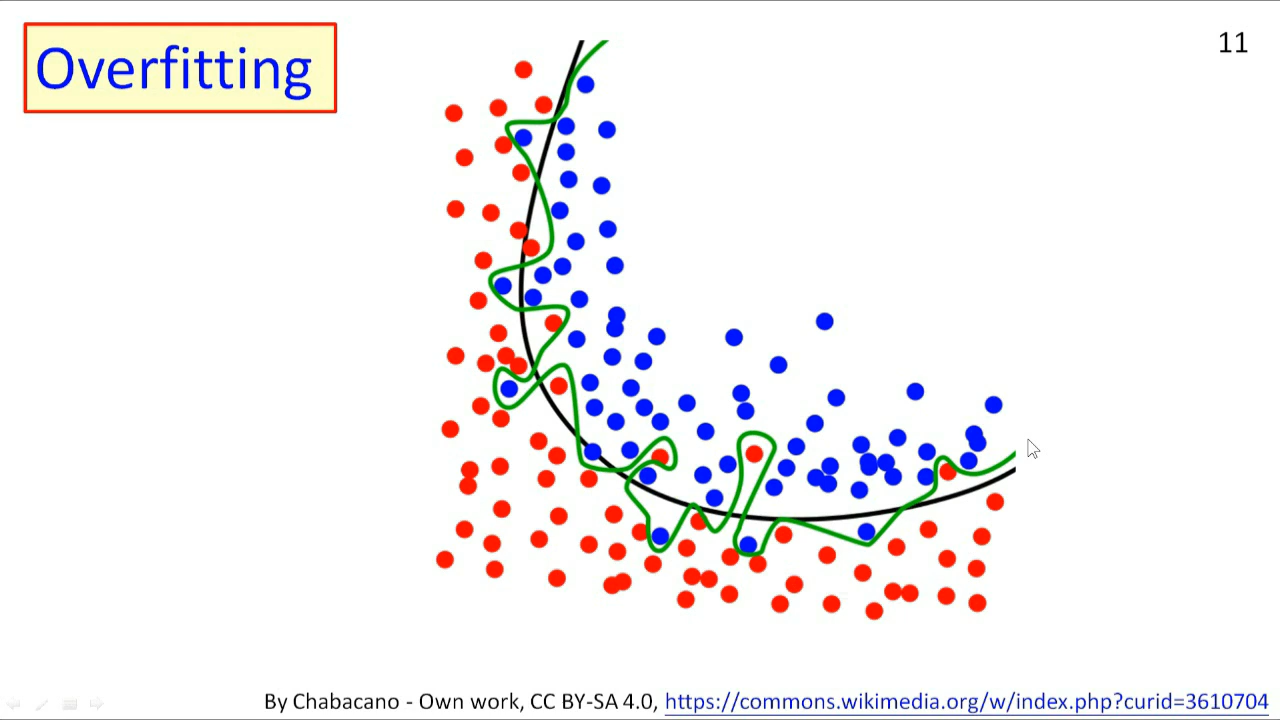 Overfitting
11
By Chabacano - Own work, CC BY-SA 4.0, https://commons.wikimedia.org/w/index.php?curid=3610704